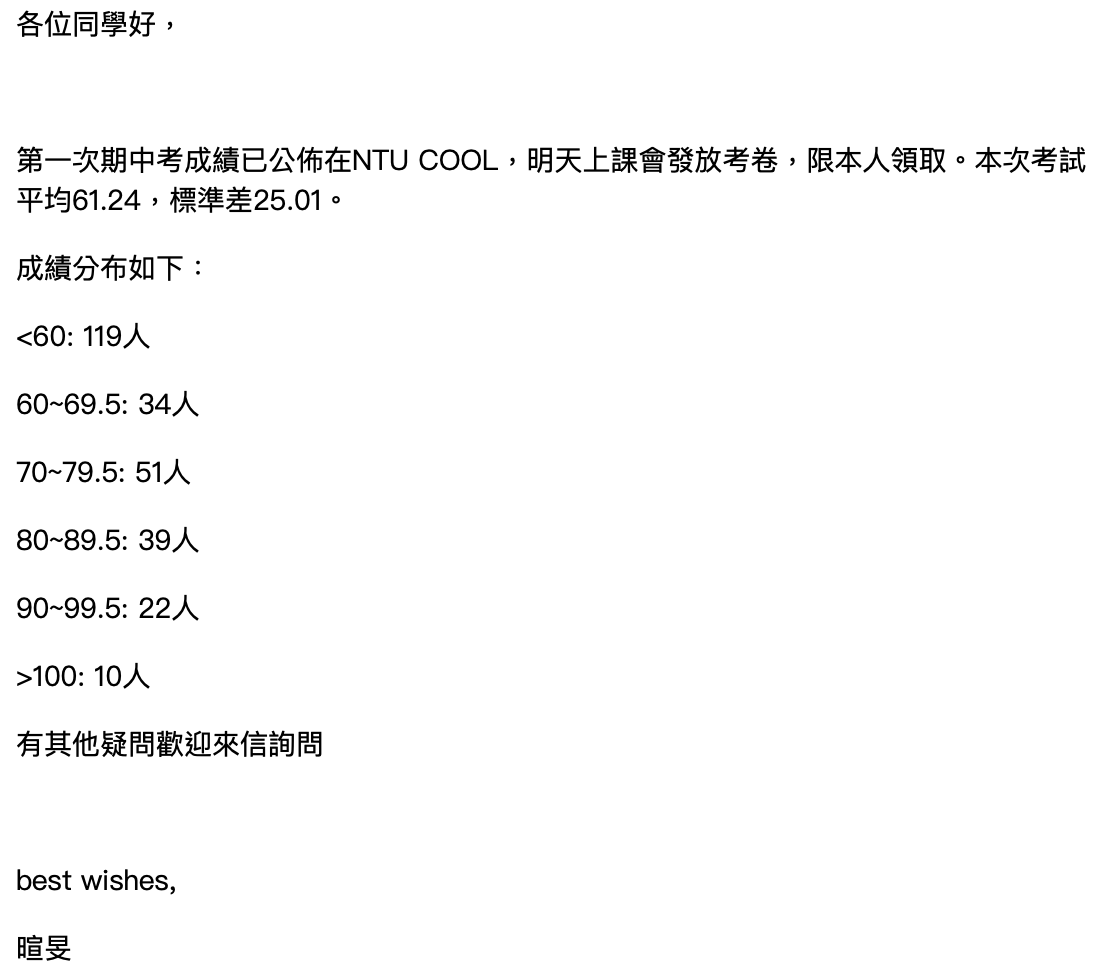 各位同學好，
第一次期中考成績已公佈在NTU COOL，明天上課會發放考卷，限本人領取。本次考試
平均61.24，標準差25.01。
成績分布如下：
<60: 119人
60~69.5: 34人
70~79.5: 51人
80~89.5: 39人
90~99.5: 22人
>100: 10人
有其他疑問歡迎來信詢問
best wishes,
暄旻